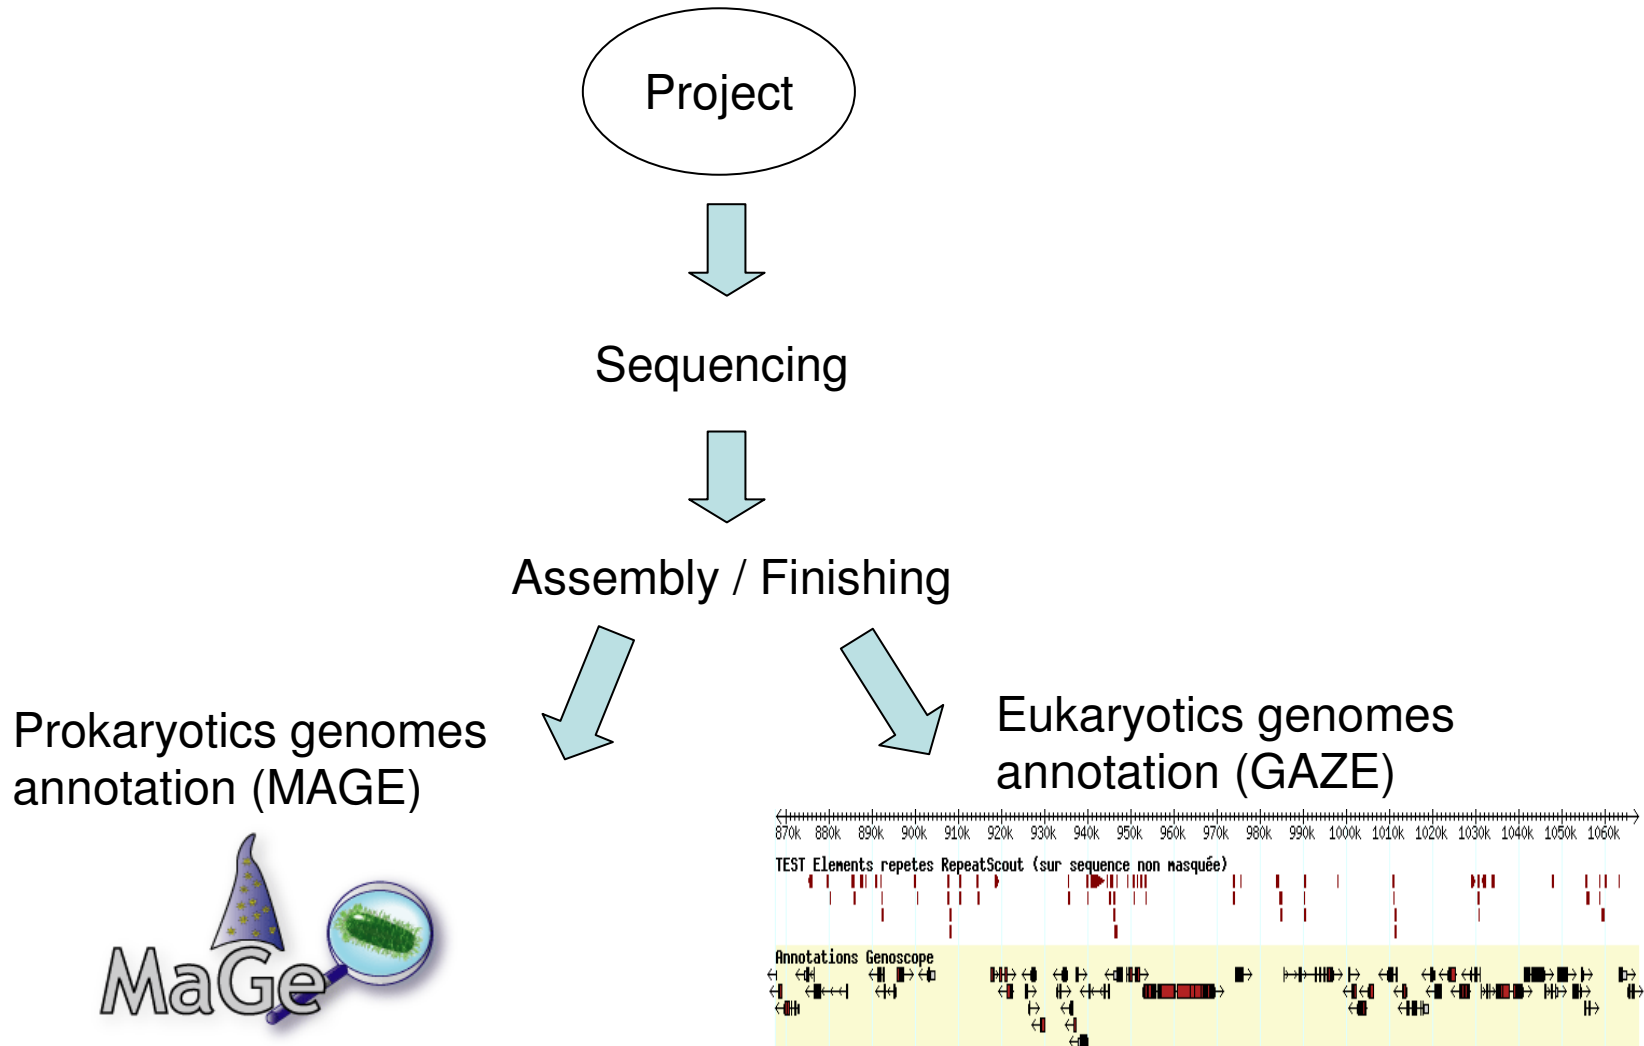 Project
Sequencing
Assembly / Finishing
Prokaryotics genomes
annotation (MAGE)
Eukaryotics genomes
annotation (GAZE)
MaGe
870k 880k 890k 900k 910k 920k 930k 940k 950k 960k 970k 980k 990k 1000k 1010k 1020k 1030k 1040k 1050k 1060k
TEST Elements repetes RepeatScout (sur sequence non masquée)
Annotations Genoscope